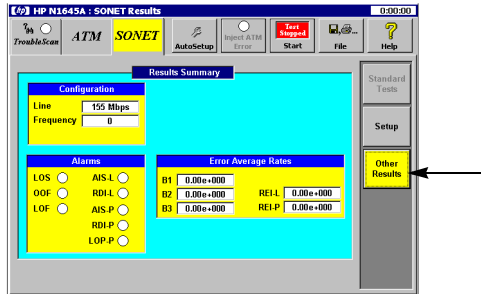 hp HP N1645A : SONET Results 0:00:00
TroubleScan
ATM
SONET
AutoSetup
Inject ATM
Error
Test
Stopped
Start
File
Help
Results Summary
Configuration
Line 155 Mbps
Frequency 0
Alarms
LOS AIS-L
OOF RDI-L
LOF AIS-P
RDI-P
LOP-P
Error Average Rates
B1 0.00e+000
B2 0.00e+000 REI-L 0.00e+000
B3 0.00e+000 REI-P 0.00e+000
Standard
Tests
Setup
Other
Results